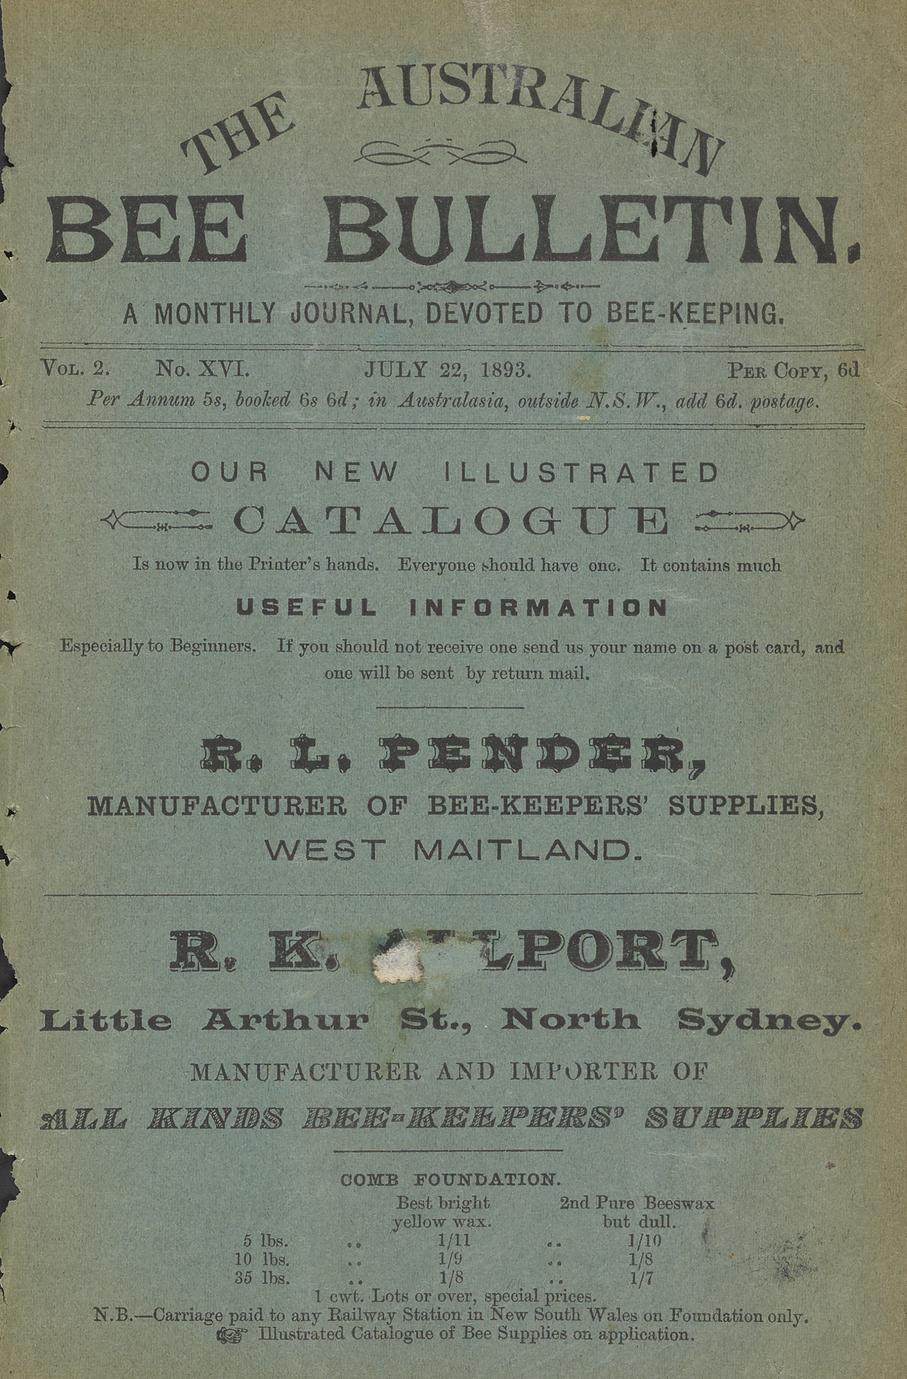 THE AUSTRALIAN
BEE BULLETIN.
A MONTHLY JOURNAL, DEVOTED TO BEE-KEEPING.
VOL. 2. No. XVI. JULY 22, 1893. PER COPY, 6d
Per Annum 5s, booked 6s 6d; in Australasia, outside N.S.W., add 6d. postage.
OUR NEW ILLUSTRATED
CATALOGUE
Is now in the Printer's hands. Everyone should have one. It contains much
USEFUL INFORMATION
Especially to Beginners. If you should not receive one send us your name on a post card, and
one will be sent by return mail.
R. L. PENDER,
MANUFACTURER OF BEE-KEEPERS' SUPPLIES,
WEST MAITLAND.
R. K.
Little Arthur St., North Sydney.
MANUFACTURER AND IMPORTER OF
ALL KINDS BEE-KEEPERS' SUPPLIES
COMB FOUNDATION.
Best bright 2nd Pure Beeswax
yellow wax. but dull.
5 lbs. .. 1/11 .. 1/10
10 lbs. .. 1/9 .. 1/8
35 lbs. .. 1/8 .. 1/7
1 cwt. Lots or over, special prices.
N.B.—Carriage paid to any Railway Station in New South Wales on Foundation only.
Illustrated Catalogue of Bee Supplies on application.